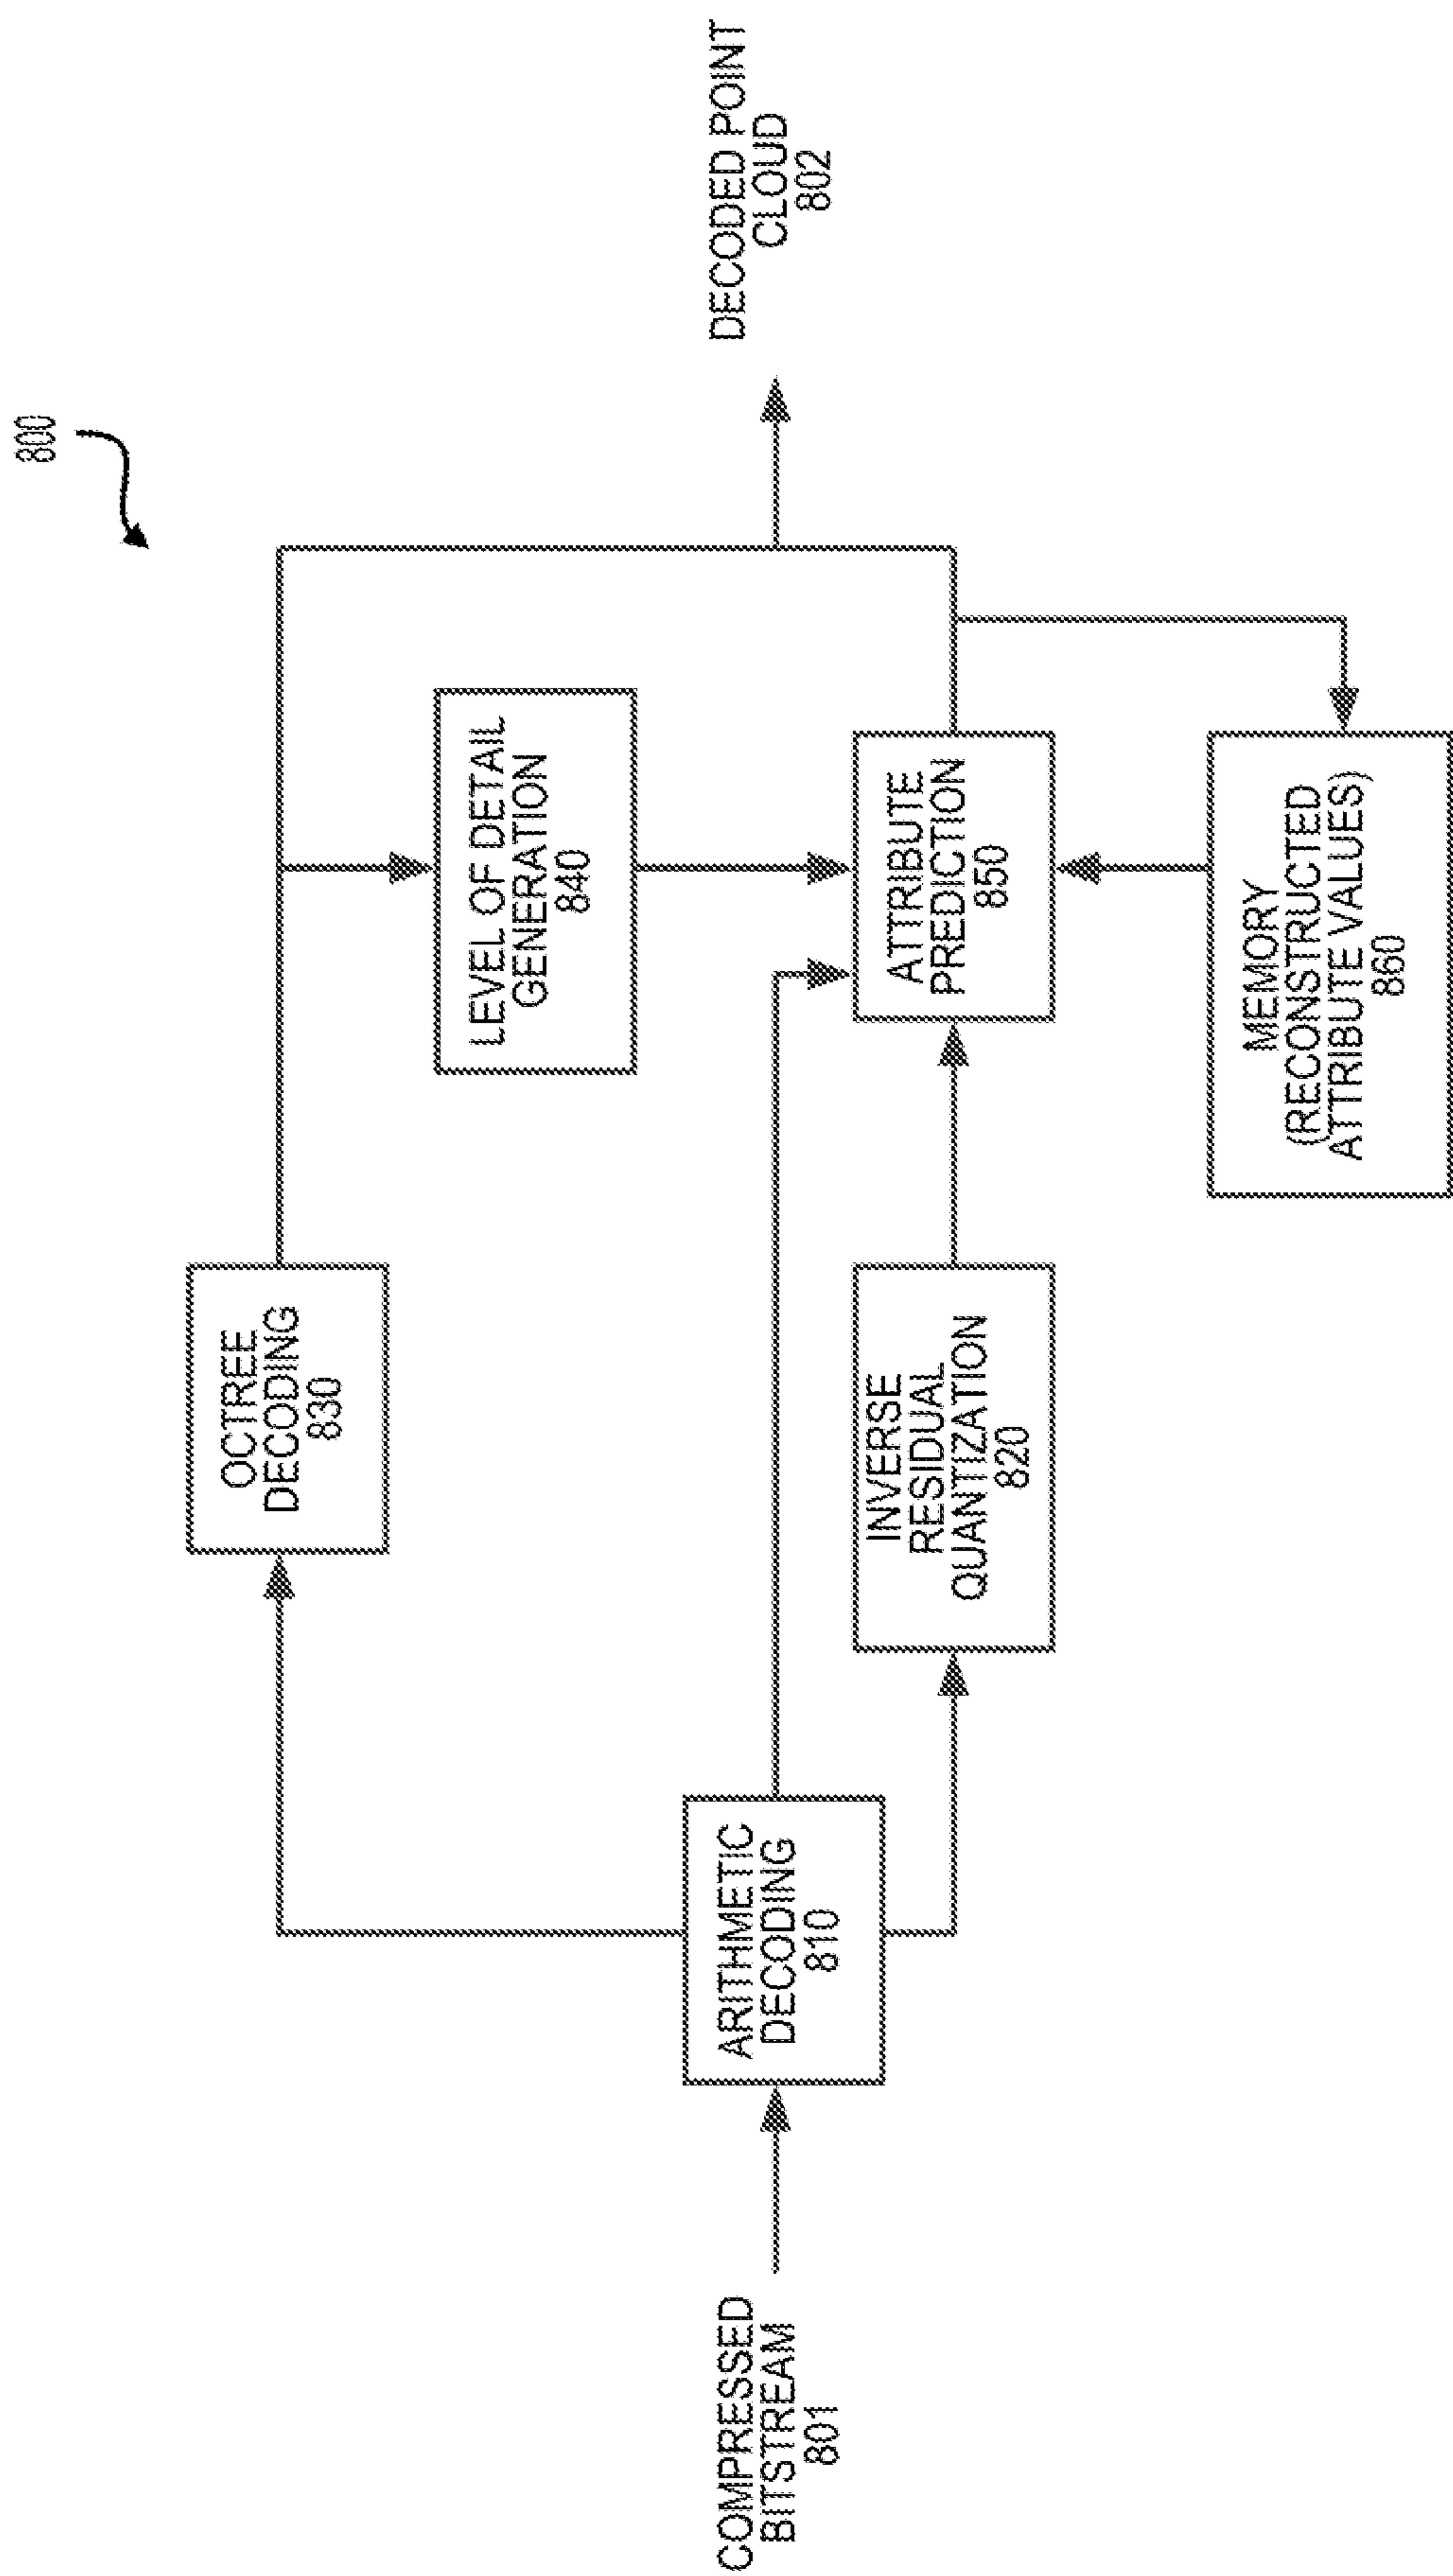 800
OCTREE
DECODING
830
LEVEL OF DETAIL
GENERATION
840
COMPRESSED
BITSTREAM
801
ARITHMETIC
DECODING
810
DECODED POINT
CLOUD
802
INVERSE
RESIDUAL
QUANTIZATION
820
ATTRIBUTE
PREDICTION
850
MEMORY
(RECONSTRUCTED
ATTRIBUTE VALUES)
860